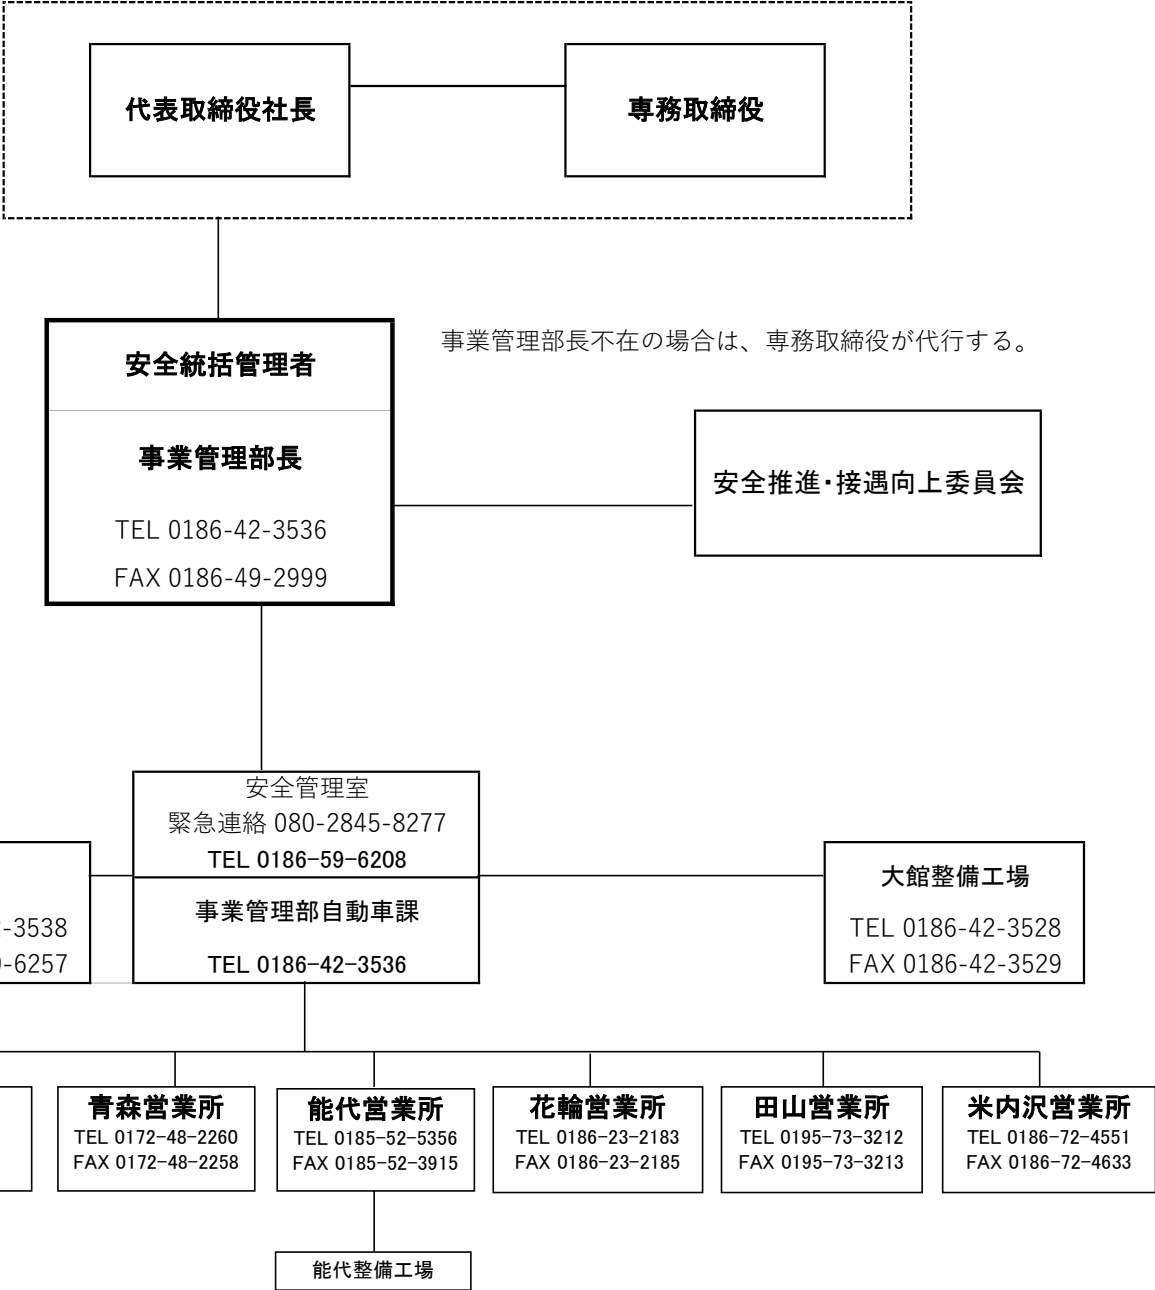 代表取締役社長
専務取締役
事業管理部長不在の場合は、専務取締役が代行する。
安全統括管理者
事業管理部長
TEL 0186-42-3536
FAX 0186-49-2999
安全推進・接遇向上委員会
安全管理室
緊急連絡 080-2845-8277
TEL 0186-59-6208
事業管理部自動車課
TEL 0186-42-3536
-3538
-6257
大館整備工場
TEL 0186-42-3528
FAX 0186-42-3529
青森営業所
TEL 0172-48-2260
FAX 0172-48-2258
能代営業所
TEL 0185-52-5356
FAX 0185-52-3915
花輪営業所
TEL 0186-23-2183
FAX 0186-23-2185
田山営業所
TEL 0195-73-3212
FAX 0195-73-3213
米内沢営業所
TEL 0186-72-4551
FAX 0186-72-4633
能代整備工場